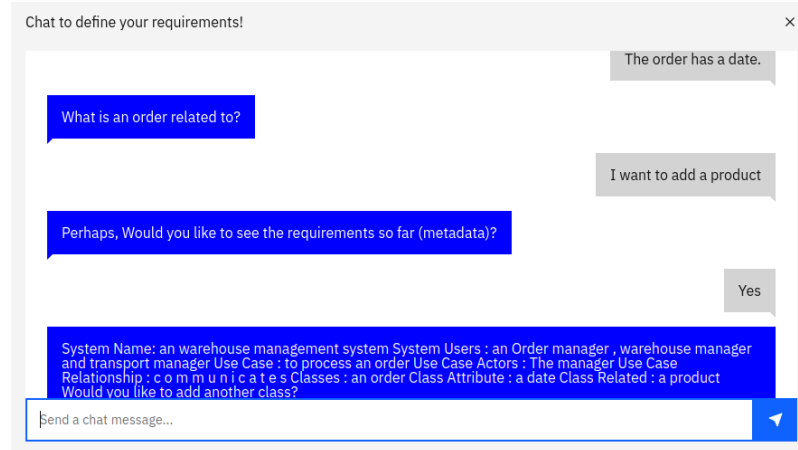 Chat to define your requirements!
The order has a date.
What is an order related to?
I want to add a product
Perhaps, Would you like to see the requirements so far (metadata)?
Yes
System Name: an warehouse management system System Users : an Order manager , warehouse manager
and transport manager Use Case : to process an order Use Case Actors : The manager Use Case
Relationship : c o m m u n i c a t e s Classes : an order Class Attribute : a date Class Related : a product
Would you like to add another class?
Send a chat message...